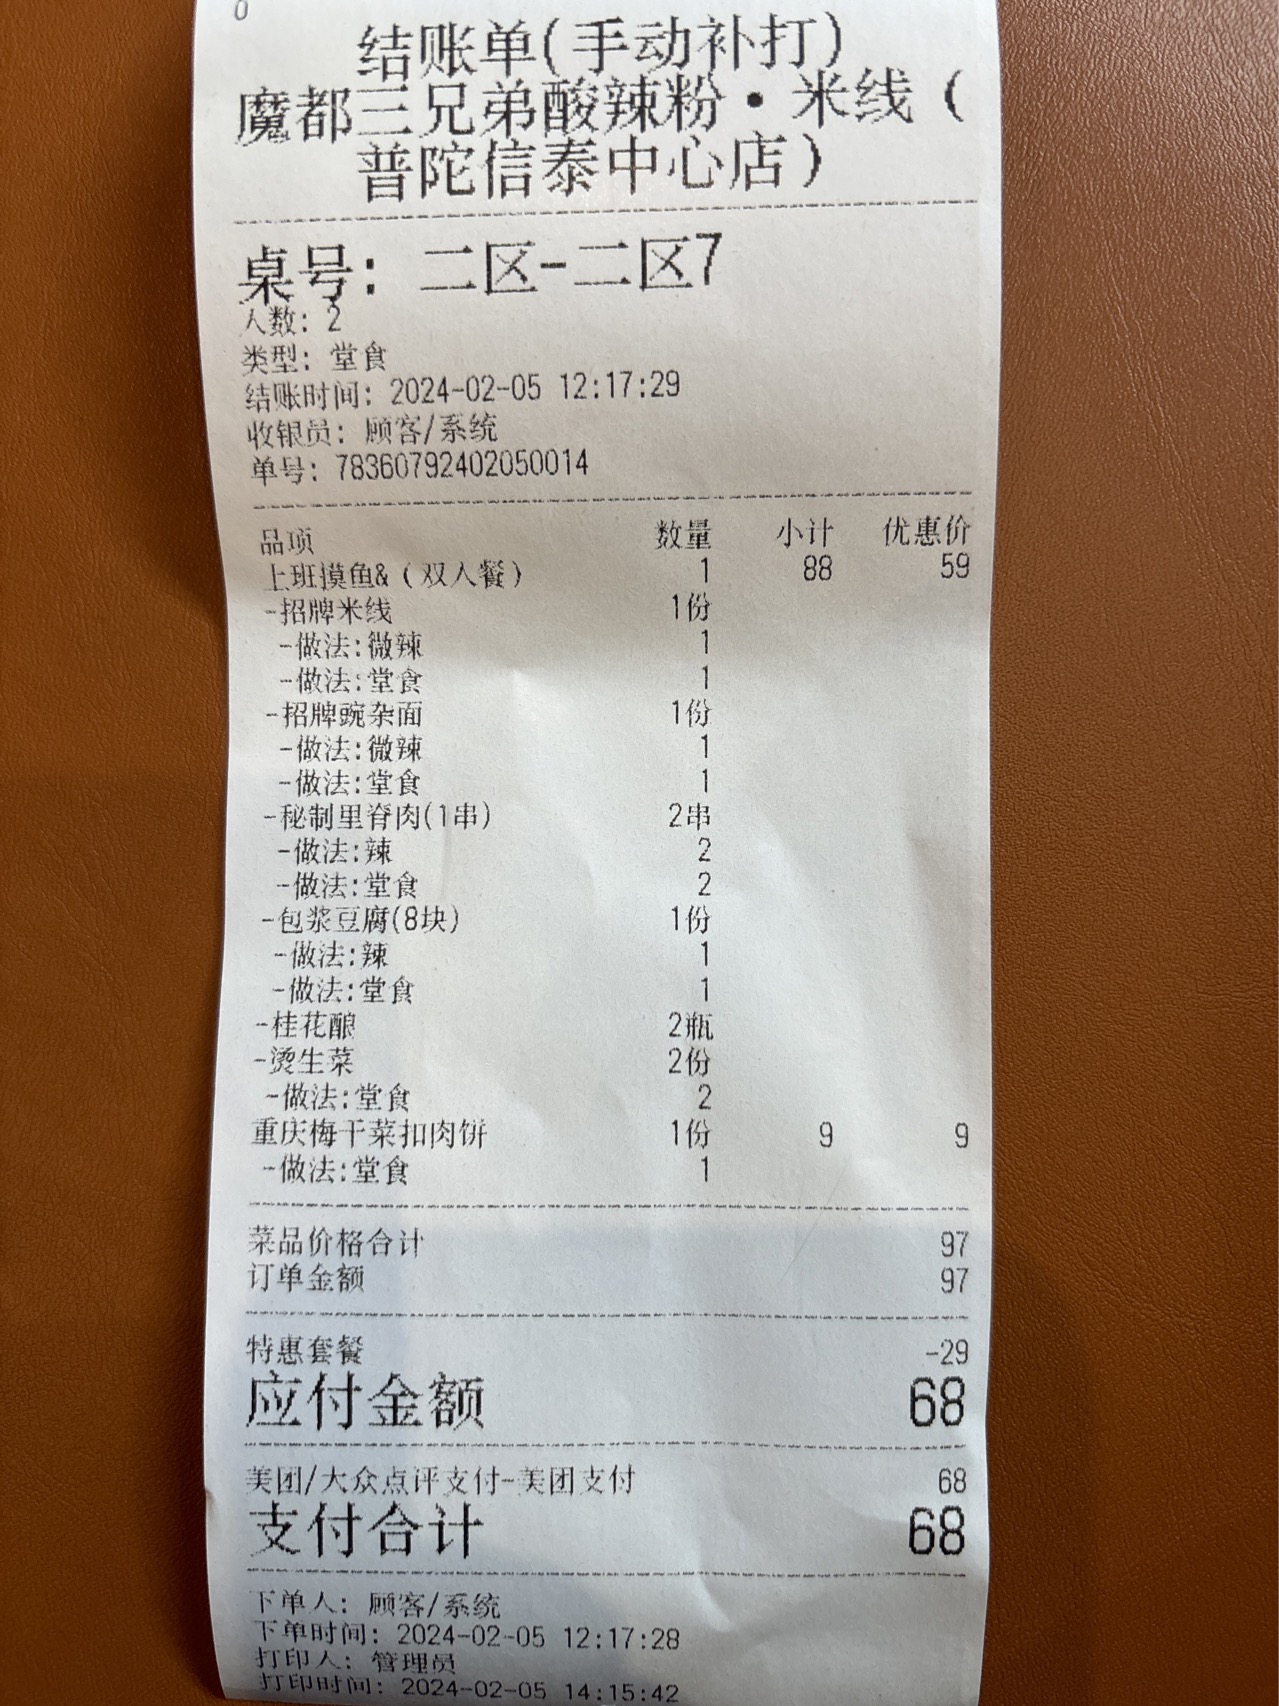 0
结账单(手动补打)
魔都三兄弟酸辣粉·米线(
普陀信泰中心店)
桌号: 二区-二区7
人数: 2
类型: 堂食
结账时间: 2024-02-05 12:17:29
收银员: 顾客/系统
单号: 78360792402050014
品项 数量 小计 优惠价
上班摸鱼&(双人餐) 1 88 59
-招牌米线 1份
-做法:微辣 1
-做法:堂食 1
-招牌豌杂面 1份
-做法:微辣 1
-做法:堂食 1
-秘制里脊肉(1串) 2串
-做法:辣 2
-做法:堂食 2
-包浆豆腐(8块) 1份
-做法:辣 1
-做法:堂食 1
-桂花酿 2瓶
-烫生菜 2份
-做法:堂食 2
重庆梅干菜扣肉饼 1份 9 9
-做法:堂食 1
菜品价格合计 97
订单金额 97
特惠套餐 -29
应付金额 68
美团/大众点评支付-美团支付 68
支付合计 68
下单人: 顾客/系统
下单时间: 2024-02-05 12:17:28
打印人: 管理员
打印时间: 2024-02-05 14:15:42